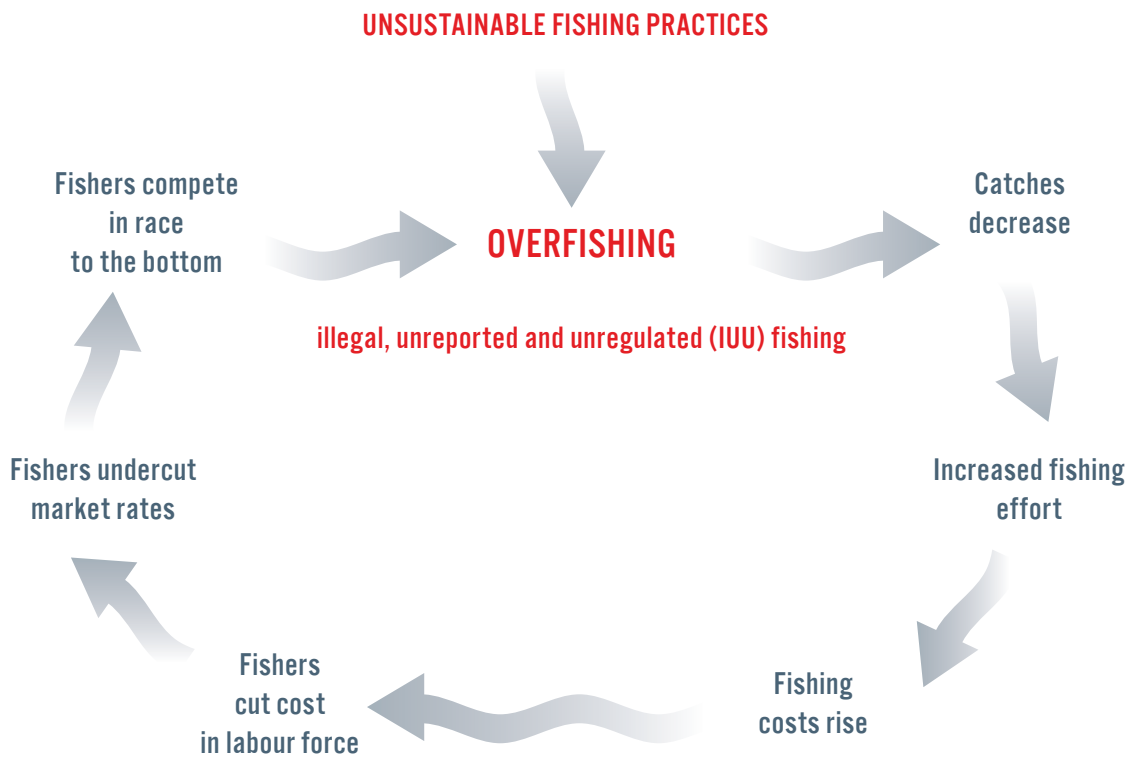 UNSUSTAINABLE FISHING PRACTICES
Fishers compete
in race
to the bottom
OVERFISHING
Catches
decrease
illegal, unreported and unregulated (IUU) fishing
Fishers undercut
market rates
Increased fishing
effort
Fishers
cut cost
in labour force
Fishing
costs rise